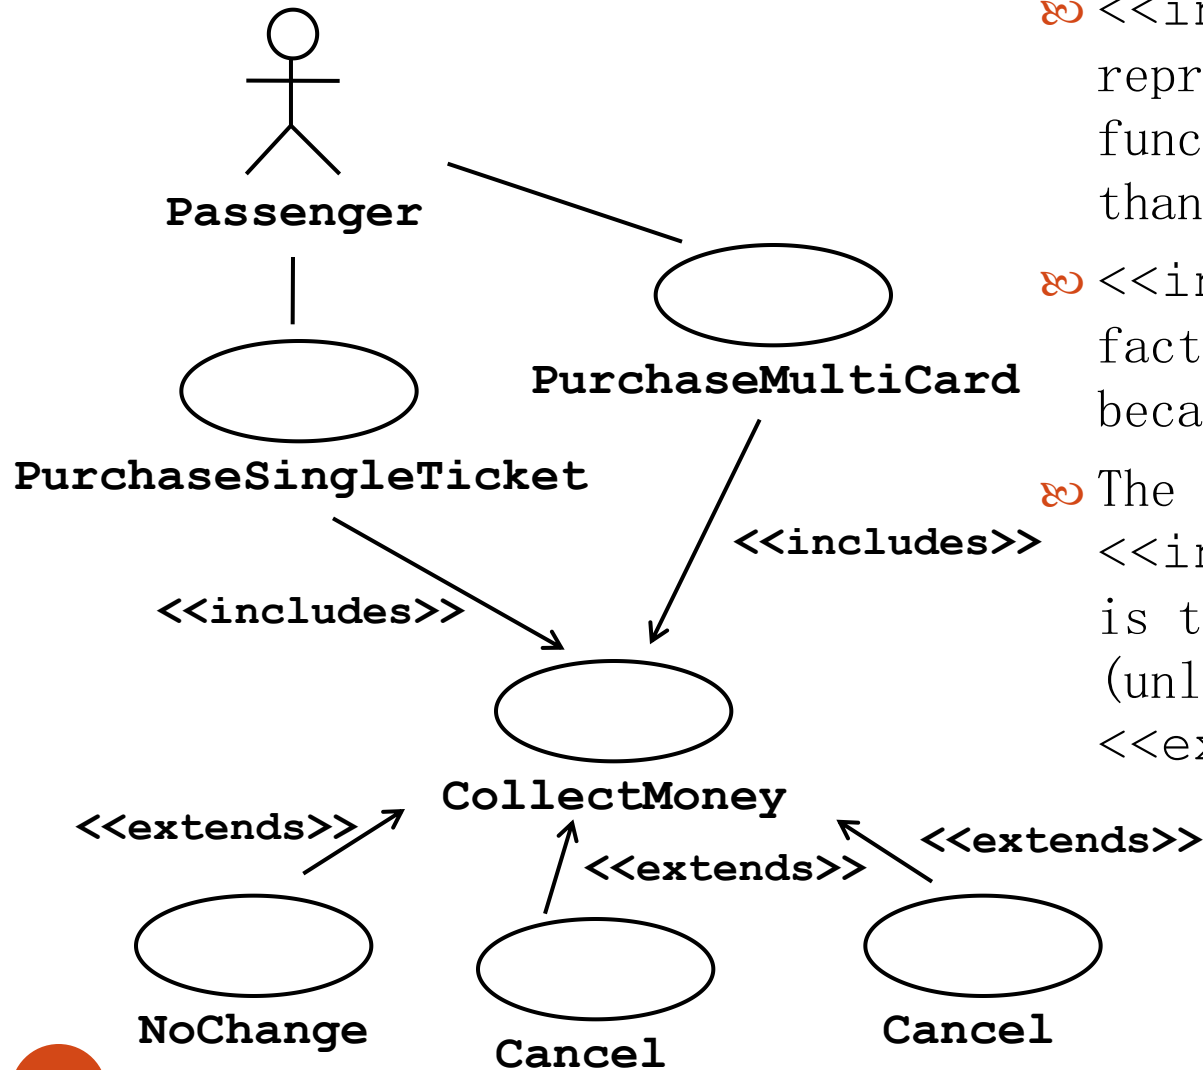 Passenger
PurchaseMultiCard
PurchaseSingleTicket
<<includes>>
<<includes>>
CollectMoney
<<extends>>
<<extends>>
<<extends>>
NoChange
Cancel
Cancel
repr
func
than
fact
beca
The
is t
(unl